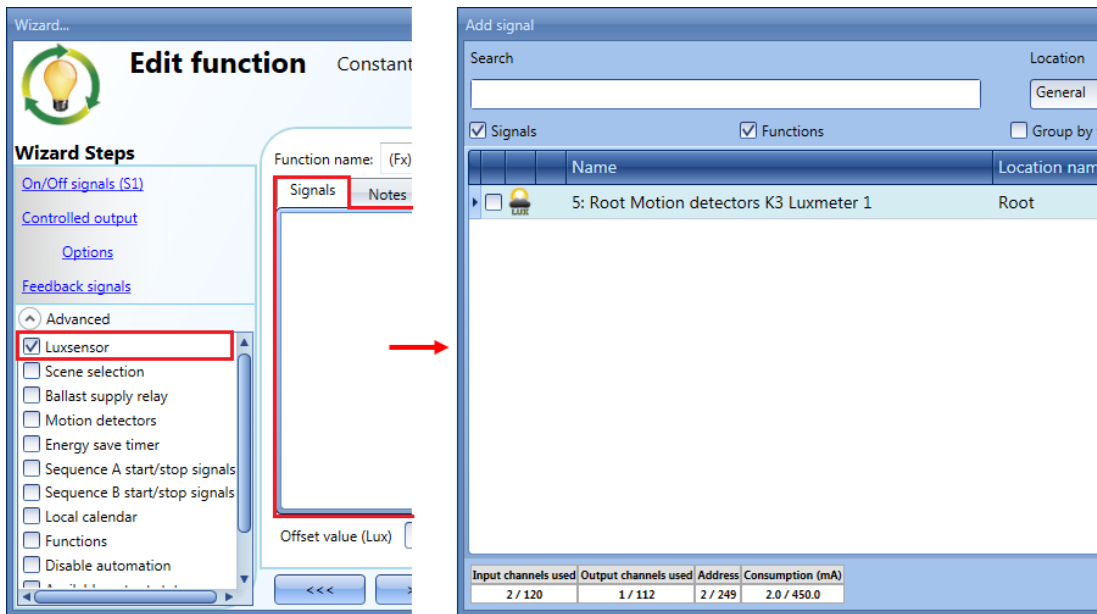 Wizard...
Edit function Constant
Wizard Steps
On/Off signals (S1)
Controlled output
Options
Feedback signals
Advanced
Luxsensor
Scene selection
Ballast supply relay
Motion detectors
Energy save timer
Sequence A start/stop signals
Sequence B start/stop signals
Local calendar
Functions
Disable automation
Function name: (Fx)
Signals Notes
Offset value (Lux)
<<<
Add signal
Search Location
General
Signals Functions Group by
Name Location nam
LUX 5: Root Motion detectors K3 Luxmeter 1 Root
Input channels used Output channels used Address Consumption (mA)
2 / 120 1 / 112 2 / 249 2.0 / 450.0